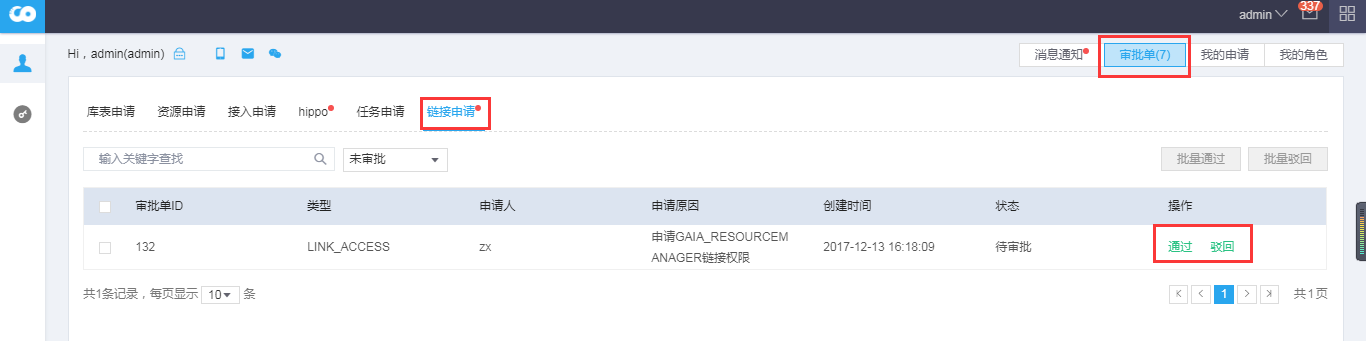 admin
337
Hi , admin(admin)
消息通知
审批单(7)
我的申请
我的角色
库表申请
资源申请
接入申请
hippo
任务申请
链接申请
输入关键字查找
未审批
批量通过
批量驳回
审批单ID
类型
申请人
申请原因
创建时间
状态
操作
132
LINK_ACCESS
zx
申请GAIA_RESOURCEM
ANAGER链接权限
2017-12-13 16:18:09
待审批
通过
驳回
共1条记录，每页显示
10
条
1
共1页